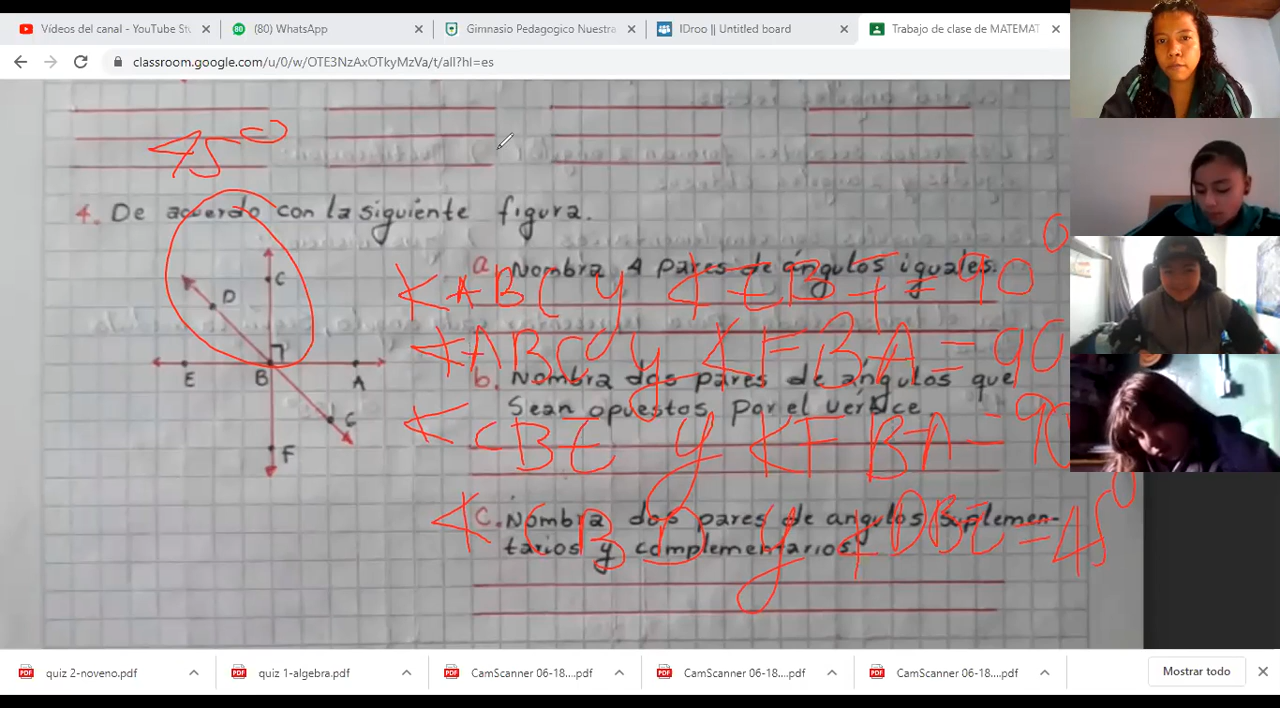 Vídeos del canal - YouTube St
(80) WhatsApp
Gimnasio Pedagogico Nuestra
IDroo || Untitled board
Trabajo de clase de MATEMAT
classroom.google.com/u/0/w/OTE3NzAxOTkyMzVa/t/all?hl=es
45°
4. De acuerdo con la siguiente figura.
C
D
E
B
A
G
F
a. Nombra 4 pares de ángulos iguales.
∢ABC y ∢EBF = 90°
∢ABC y ∢FBA = 90
b. Nombra dos pares de ángulos que
sean opuestos por el vértice.
∢CBE y ∢FBA = 90
c. Nombra dos pares de angulos suplemen-
tarios y complementarios.
∢CBD y ∢DBE = 45°
quiz 2-noveno.pdf
quiz 1-algebra.pdf
CamScanner 06-18....pdf
CamScanner 06-18....pdf
CamScanner 06-18....pdf
Mostrar todo